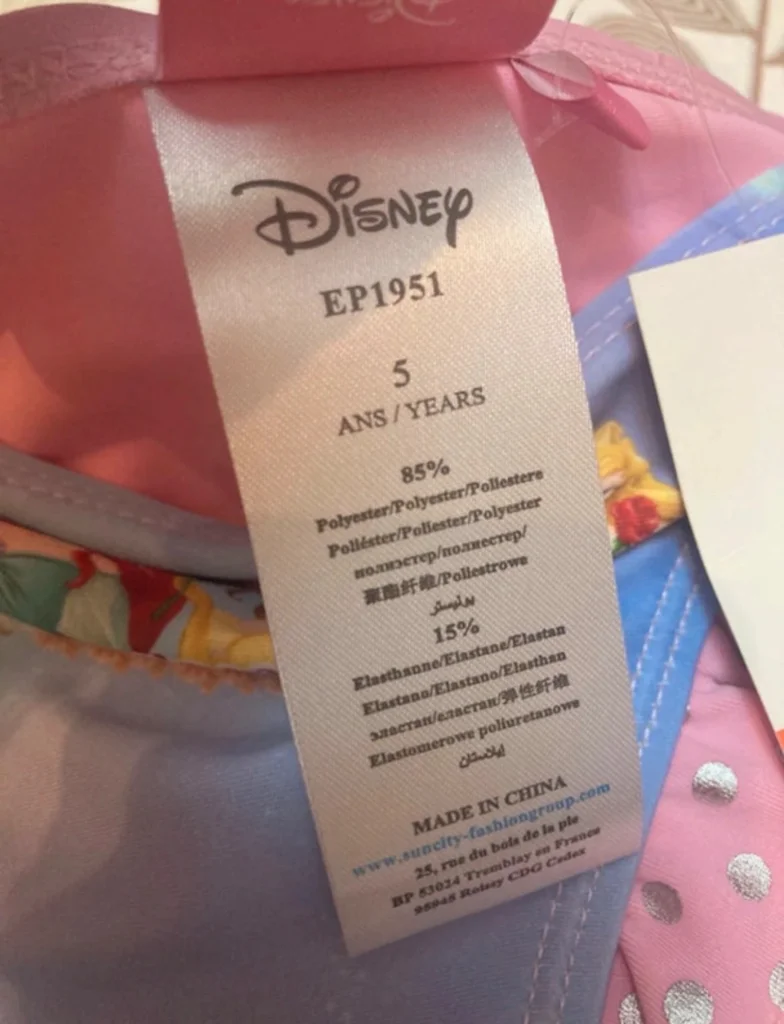 Disney
EP1951
5
ANS / YEARS
85%
Polyester/Polyester/Poliestere
Poliéster/Poliester/Polyester
полиэстер/полиестер/
聚酯纤维/Poliestrowe
بوليستر
15%
Elasthanne/Elastane/Elastan
Elastano/Elastano/Elasthan
эластан/еластан/弹性纤维
Elastomerowe poliuretanowe
إيلاستان
MADE IN CHINA
www.suncity-fashiongroup.com
25, rue du bois de la pie
BP 53024 Tremblay en France
95945 Roissy CDG Cedex